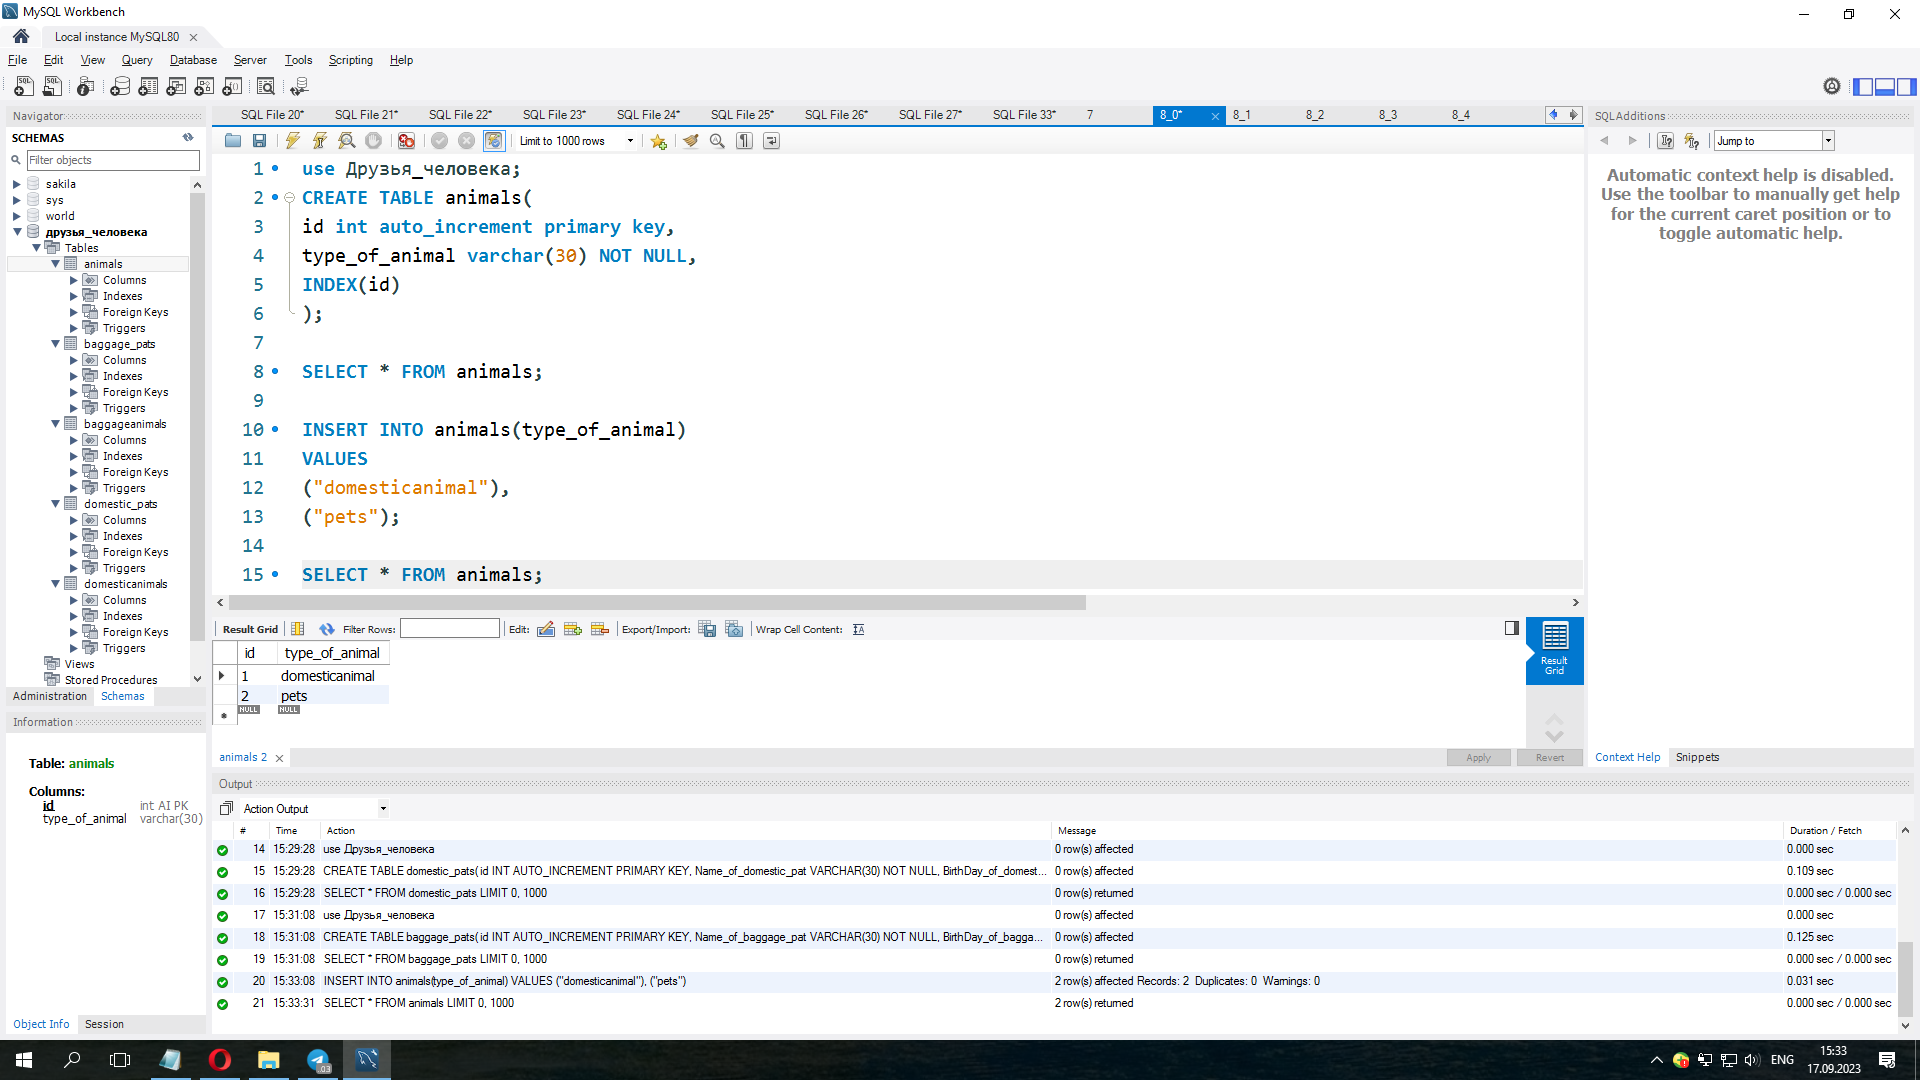 MySQL Workbench
Local instance MySQL80
File Edit View Query Database Server Tools Scripting Help
Navigator
SCHEMAS
Filter objects
sakila
sys
world
друзья_человека
Tables
animals
Columns
Indexes
Foreign Keys
Triggers
baggage_pats
Columns
Indexes
Foreign Keys
Triggers
baggageanimals
Columns
Indexes
Foreign Keys
Triggers
domestic_pats
Columns
Indexes
Foreign Keys
Triggers
domesticanimals
Columns
Indexes
Foreign Keys
Triggers
Views
Stored Procedures
Administration Schemas
Information
Table: animals
Columns:
id int AI PK
type_of_animal varchar(30)
Object Info Session
SQL File 20* SQL File 21* SQL File 22* SQL File 23* SQL File 24* SQL File 25* SQL File 26* SQL File 27* SQL File 33* 7 8_0* 8_1 8_2 8_3 8_4
Limit to 1000 rows
1 use Друзья_человека;
2 CREATE TABLE animals(
3 id int auto_increment primary key,
4 type_of_animal varchar(30) NOT NULL,
5 INDEX(id)
6 );
7
8 SELECT * FROM animals;
9
10 INSERT INTO animals(type_of_animal)
11 VALUES
12 ("domesticanimal"),
13 ("pets");
14
15 SELECT * FROM animals;
Result Grid Filter Rows: Edit: Export/Import: Wrap Cell Content:
id type_of_animal
1 domesticanimal
2 pets
NULL NULL
Result
Grid
animals 2 Apply Revert
SQLAdditions
Jump to
Automatic context help is disabled.
Use the toolbar to manually get help
for the current caret position or to
toggle automatic help.
Context Help Snippets
Output
Action Output
# Time Action Message Duration / Fetch
14 15:29:28 use Друзья_человека 0 row(s) affected 0.000 sec
15 15:29:28 CREATE TABLE domestic_pats( id INT AUTO_INCREMENT PRIMARY KEY, Name_of_domestic_pat VARCHAR(30) NOT NULL, BirthDay_of_domest... 0 row(s) affected 0.109 sec
16 15:29:28 SELECT * FROM domestic_pats LIMIT 0, 1000 0 row(s) returned 0.000 sec / 0.000 sec
17 15:31:08 use Друзья_человека 0 row(s) affected 0.000 sec
18 15:31:08 CREATE TABLE baggage_pats( id INT AUTO_INCREMENT PRIMARY KEY, Name_of_baggage_pat VARCHAR(30) NOT NULL, BirthDay_of_bagga... 0 row(s) affected 0.125 sec
19 15:31:08 SELECT * FROM baggage_pats LIMIT 0, 1000 0 row(s) returned 0.000 sec / 0.000 sec
20 15:33:08 INSERT INTO animals(type_of_animal) VALUES ("domesticanimal"), ("pets") 2 row(s) affected Records: 2 Duplicates: 0 Warnings: 0 0.031 sec
21 15:33:31 SELECT * FROM animals LIMIT 0, 1000 2 row(s) returned 0.000 sec / 0.000 sec
.03
ENG
15:33
17.09.2023